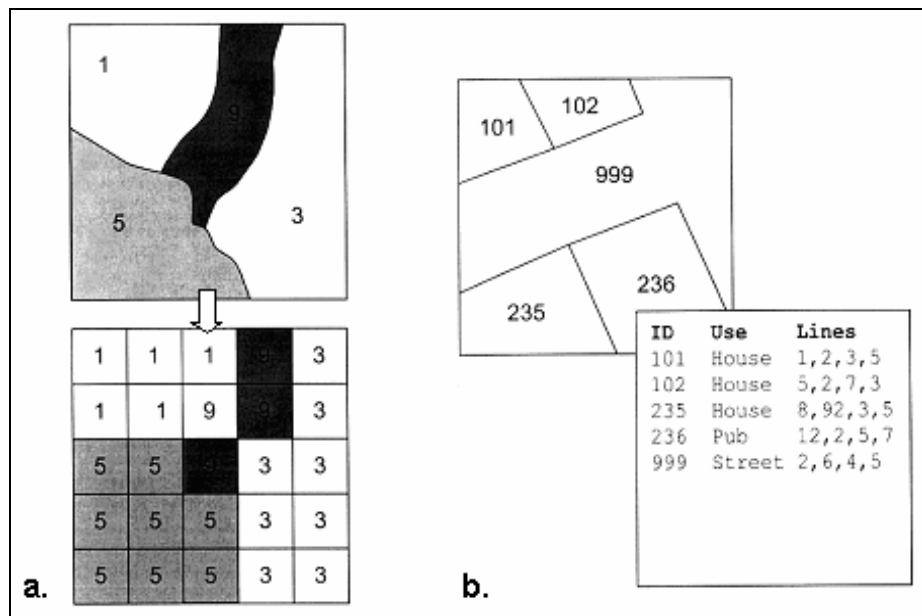 1
9
5
3
1 1 1 9 3
1 1 9 9 3
5 5 9 3 3
5 5 5 3 3
5 5 5 3 3
a.
101
102
999
235
236
ID Use Lines
101 House 1,2,3,5
102 House 5,2,7,3
235 House 8,92,3,5
236 Pub 12,2,5,7
999 Street 2,6,4,5
b.